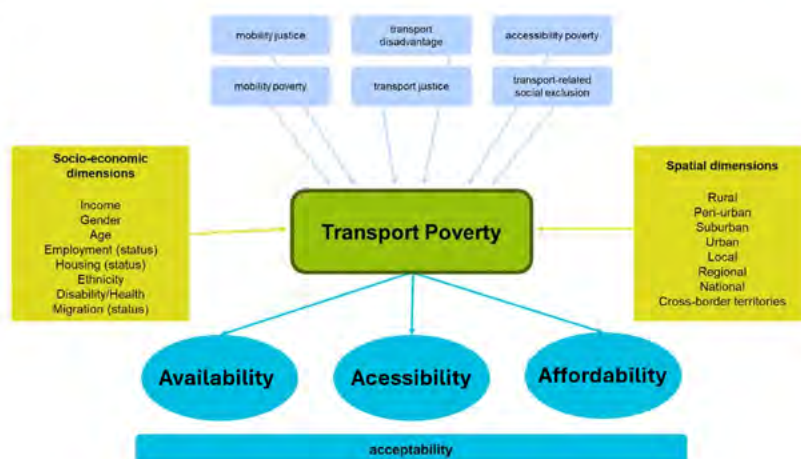 mobility justice
transport
disadvantage
accessibility poverty
mobility poverty
transport justice
transport-related
social exclusion
Socio-economic
dimensions
Income
Gender
Age
Employment (status)
Housing (status)
Ethnicity
Disability/Health
Migration (status)
Transport Poverty
Spatial dimensions
Rural
Peri-urban
Suburban
Urban
Local
Regional
National
Cross-border territories
Availability
Acessibility
Affordability
acceptability